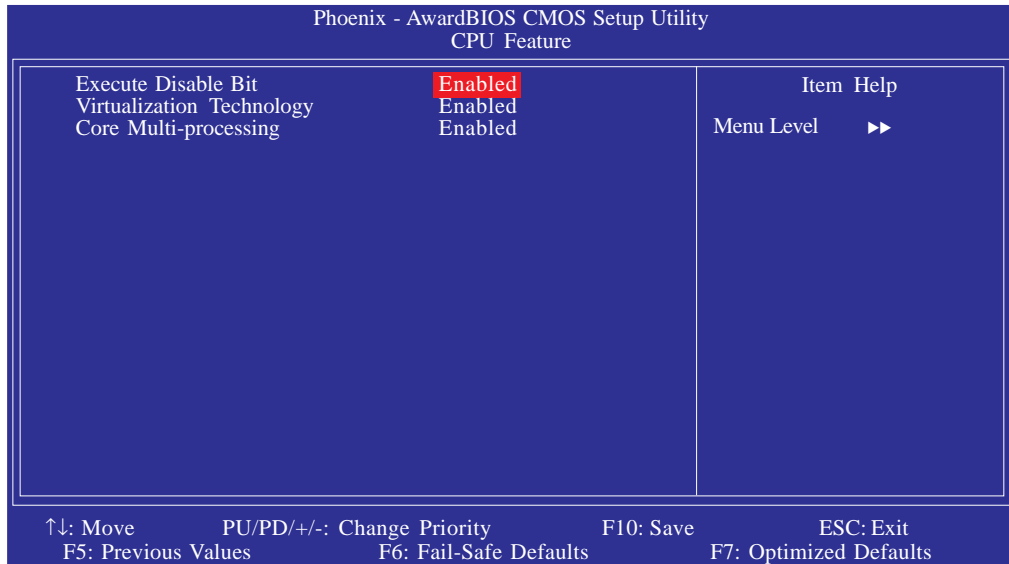 Phoenix - AwardBIOS CMOS Setup Utility
CPU Feature
Execute Disable Bit Enabled
Virtualization Technology Enabled
Core Multi-processing Enabled
Item Help
Menu Level ▶▶
↑↓: Move PU/PD/+/-: Change Priority F10: Save ESC: Exit
F5: Previous Values F6: Fail-Safe Defaults F7: Optimized Defaults